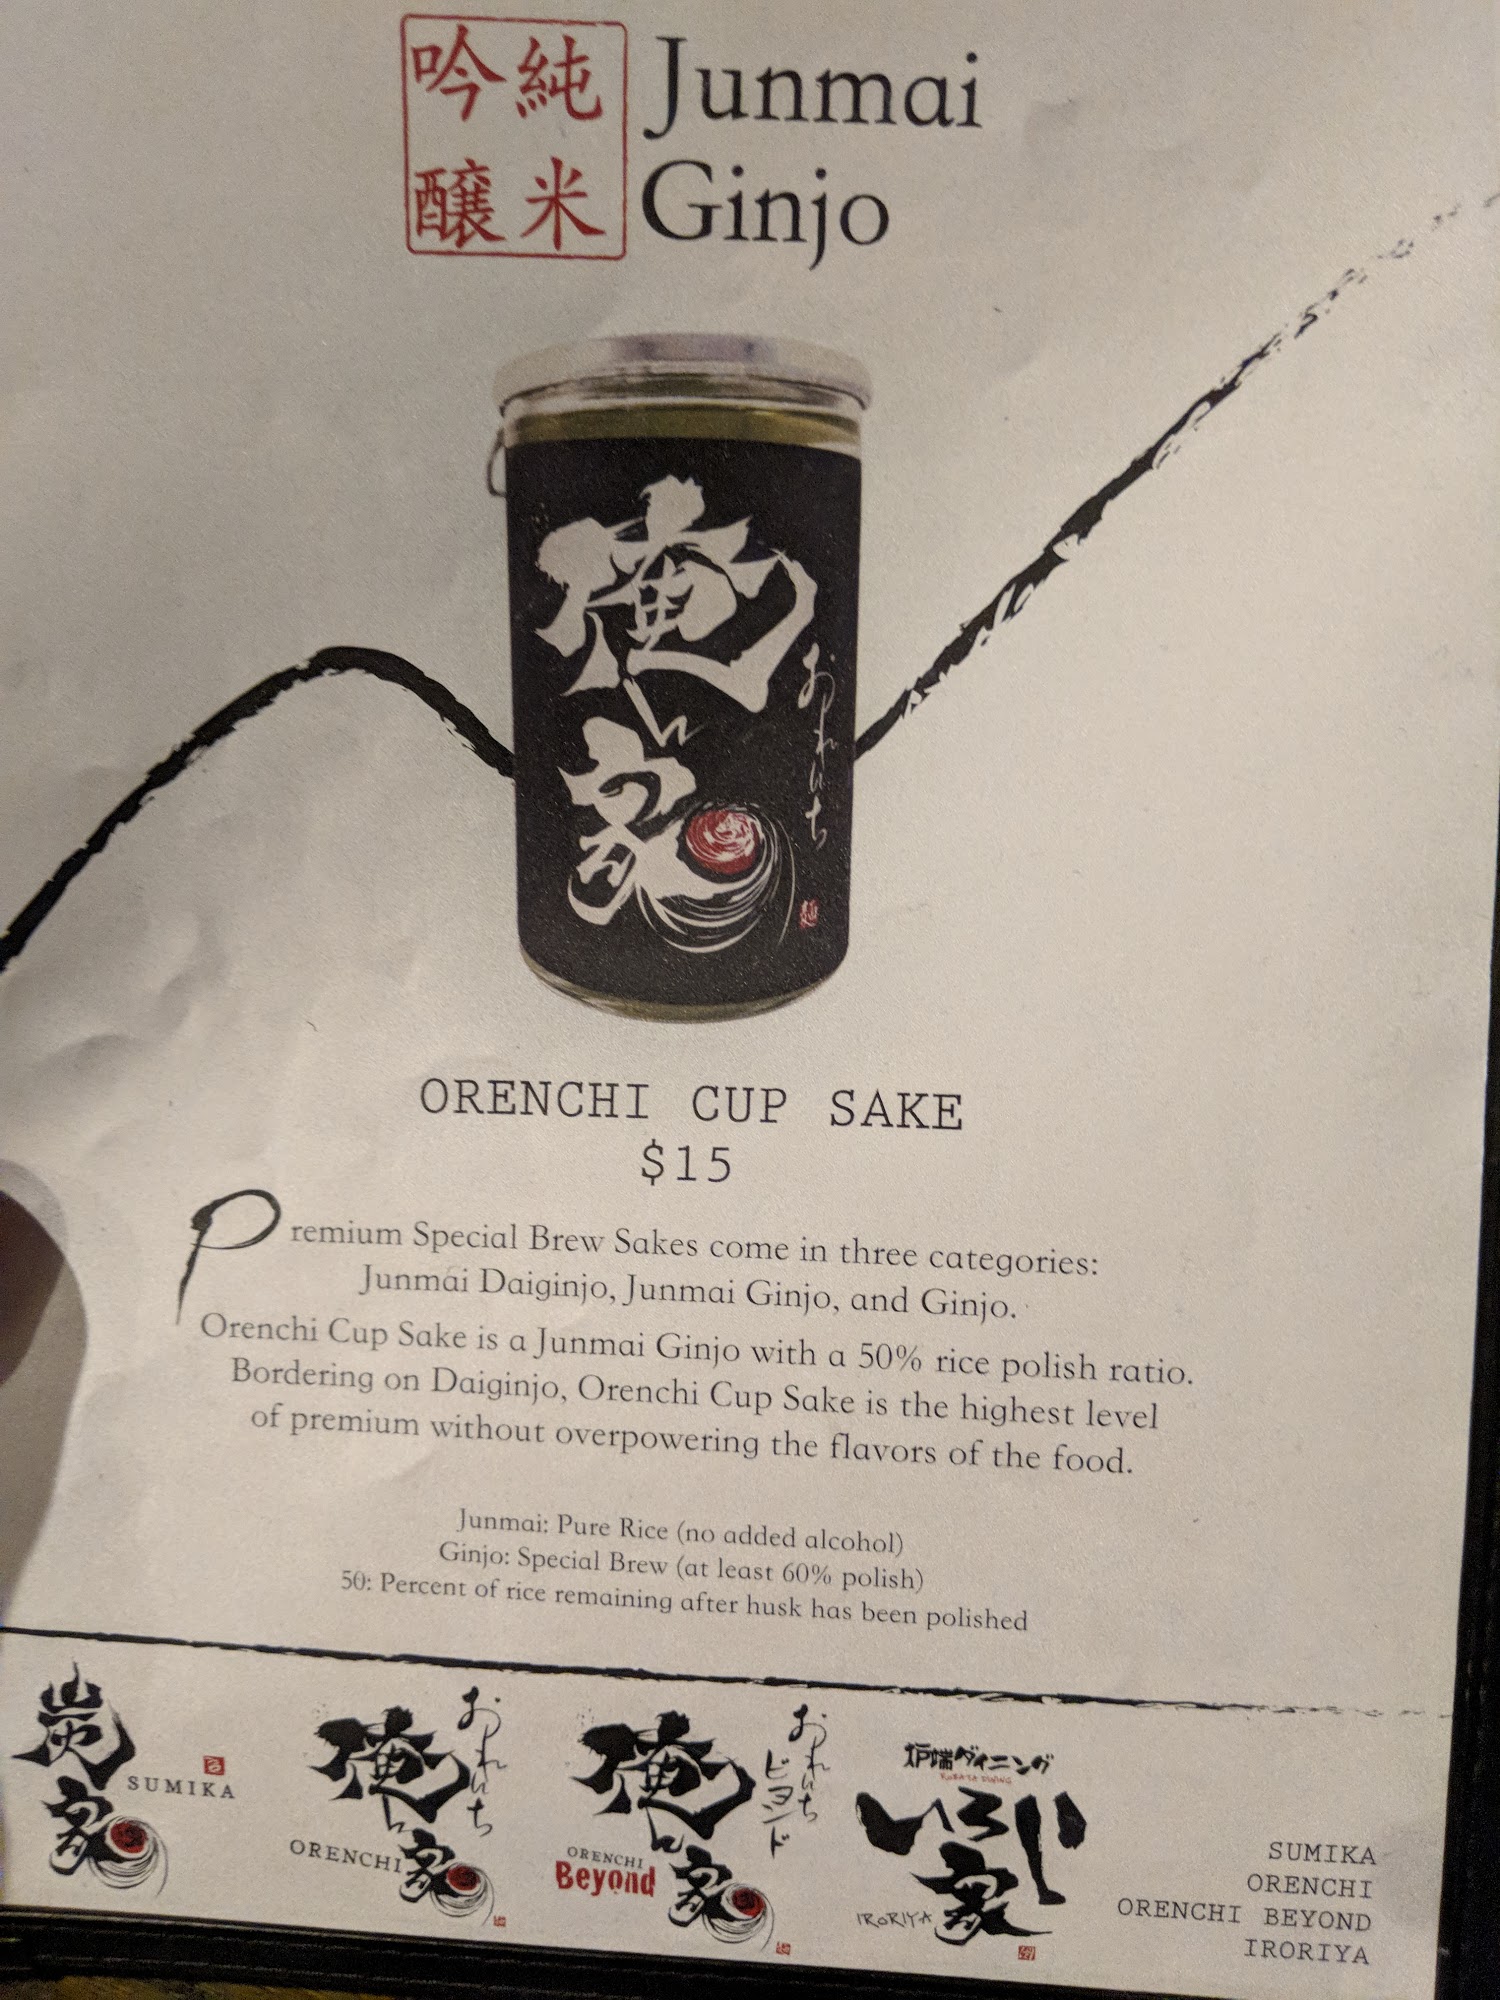 純米
吟醸
Junmai
Ginjo
俺ん家
おれんち
ORENCHI CUP SAKE
$15
Premium Special Brew Sakes come in three categories:
Junmai Daiginjo, Junmai Ginjo, and Ginjo.
Orenchi Cup Sake is a Junmai Ginjo with a 50% rice polish ratio.
Bordering on Daiginjo, Orenchi Cup Sake is the highest level
of premium without overpowering the flavors of the food.
Junmai: Pure Rice (no added alcohol)
Ginjo: Special Brew (at least 60% polish)
50: Percent of rice remaining after husk has been polished
炭家
SUMIKA
俺ん家
おれんち
ORENCHI
俺ん家
おれんち
ビヨンド
ORENCHI
Beyond
炉端ダイニング
ROBATA DINING
いろり家
IRORIYA
SUMIKA
ORENCHI
ORENCHI BEYOND
IRORIYA